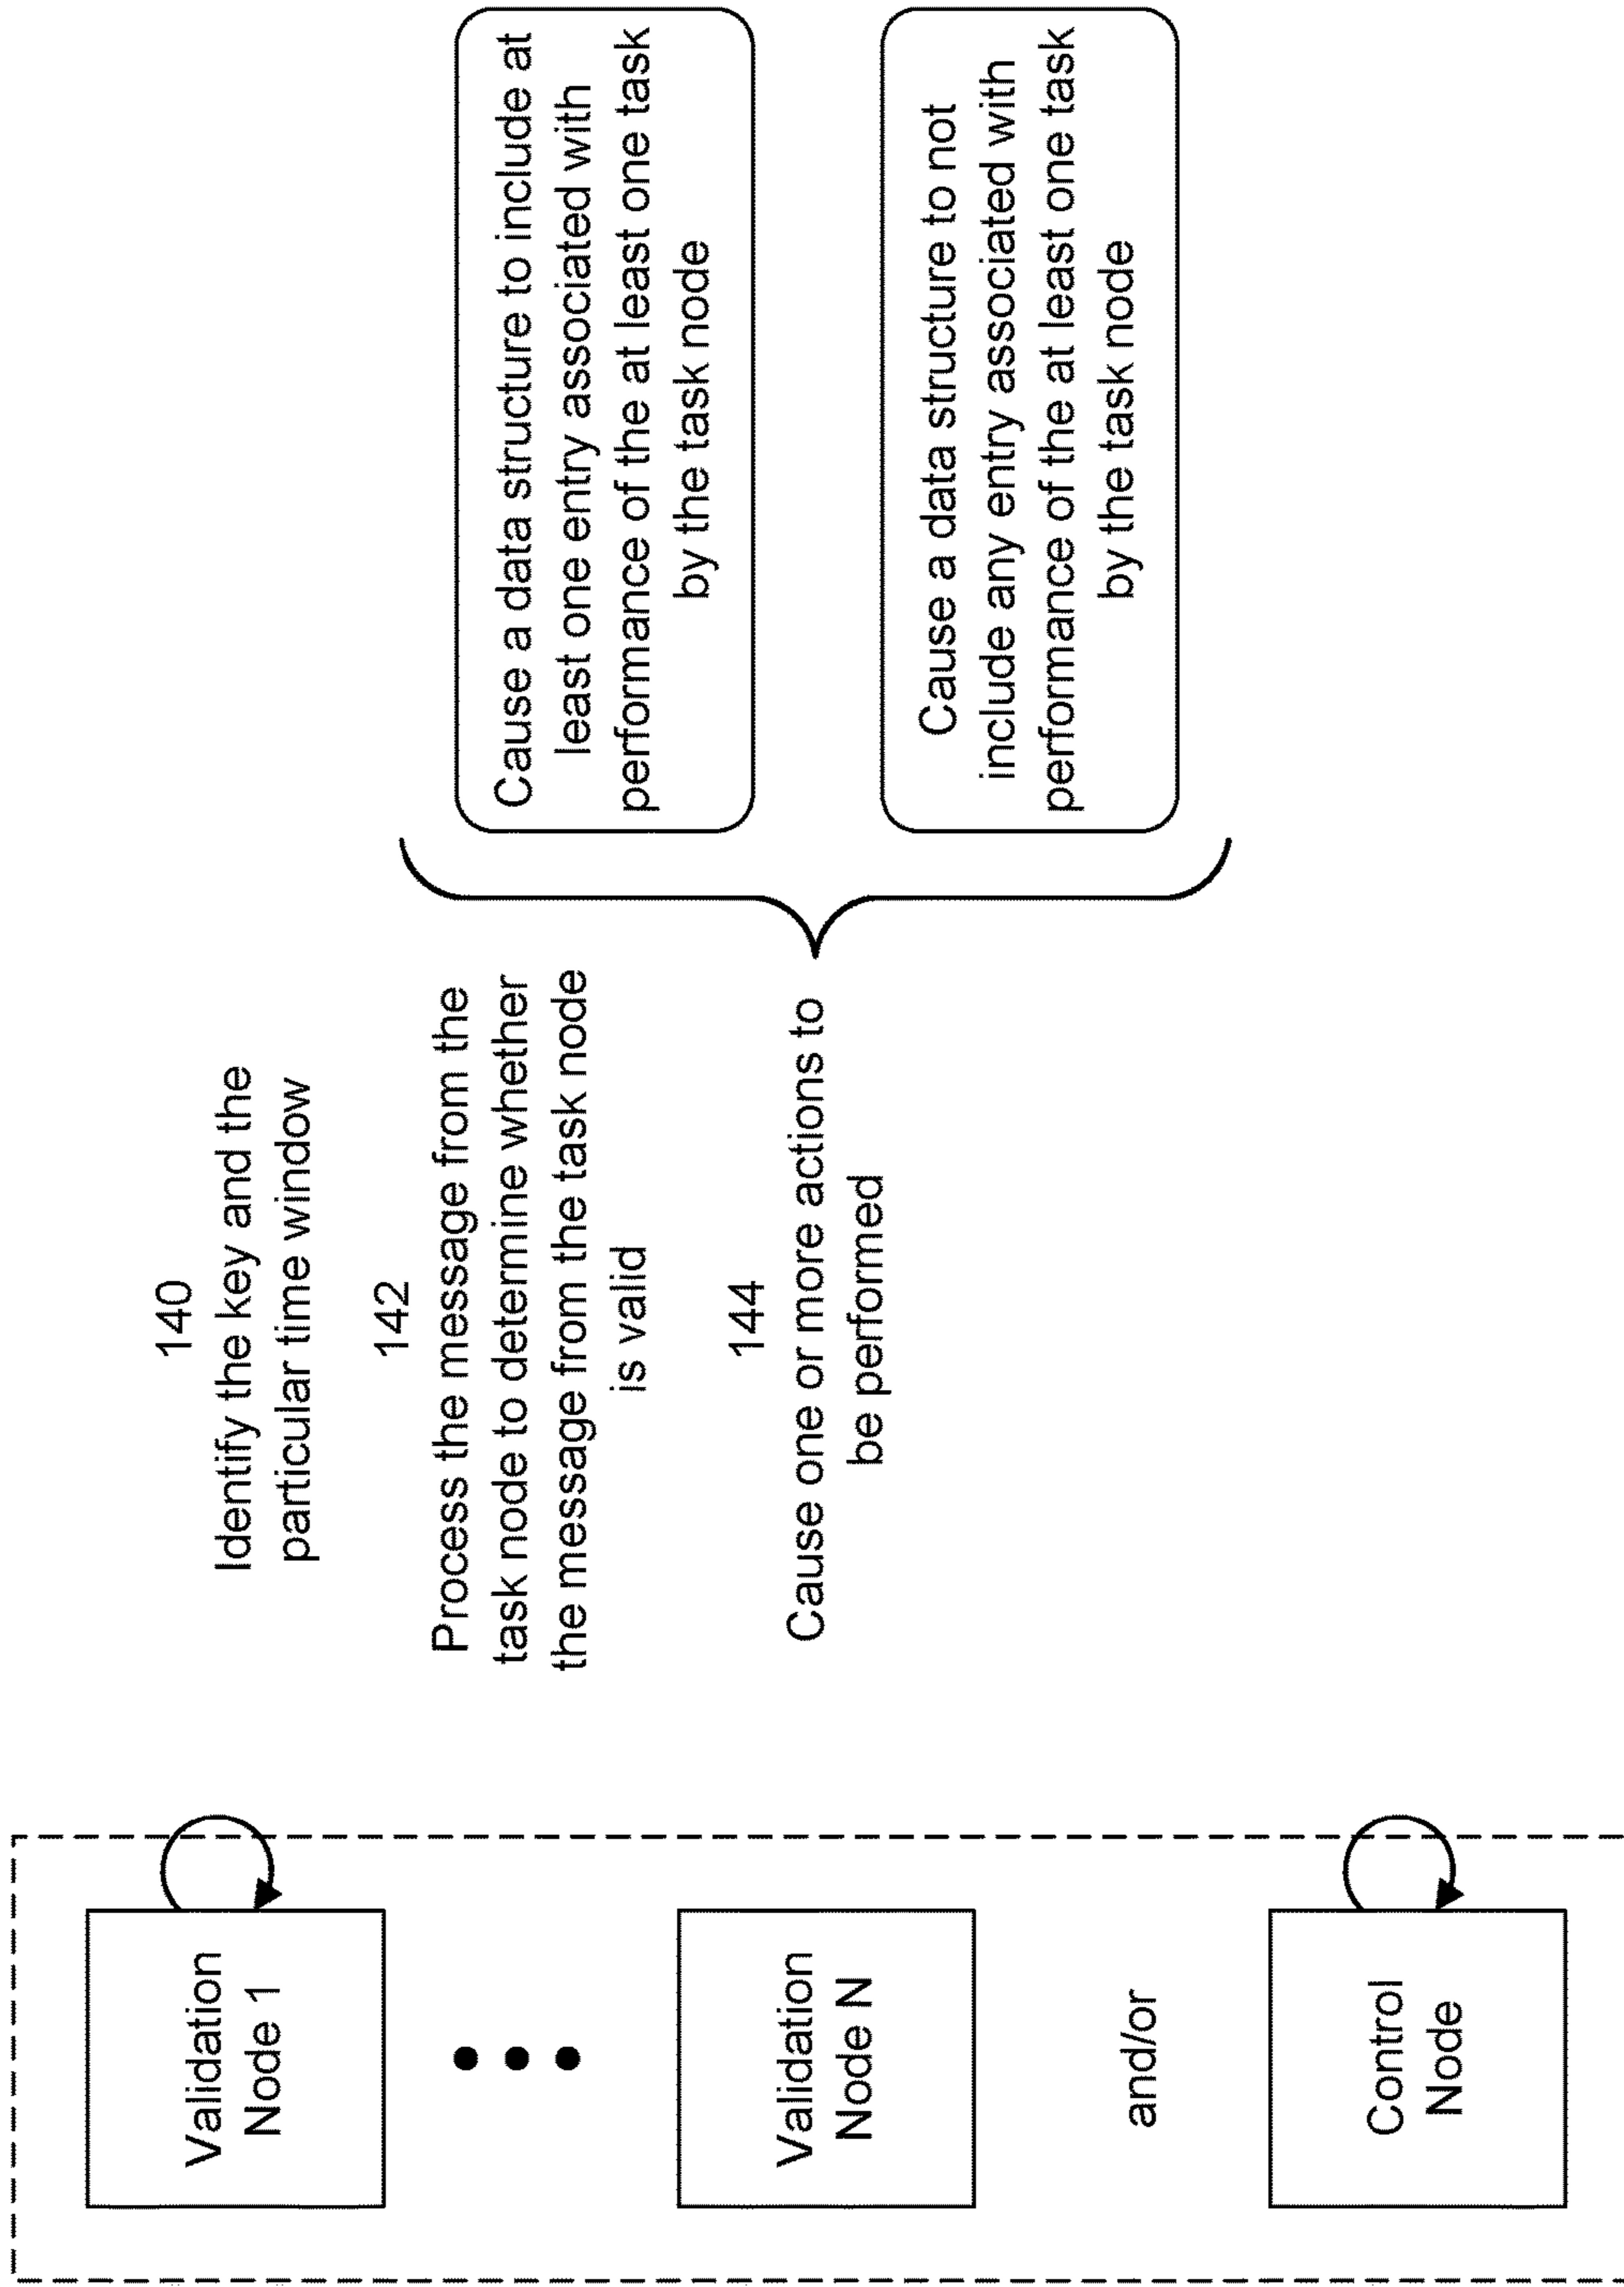 Validation
Node 1
Validation
Node N
and/or
Control
Node
140
Identify the key and the
particular time window
142
Process the message from the
task node to determine whether
the message from the task node
is valid
144
Cause one or more actions to
be performed
Cause a data structure to include at
least one entry associated with
performance of the at least one task
by the task node
Cause a data structure to not
include any entry associated with
performance of the at least one task
by the task node